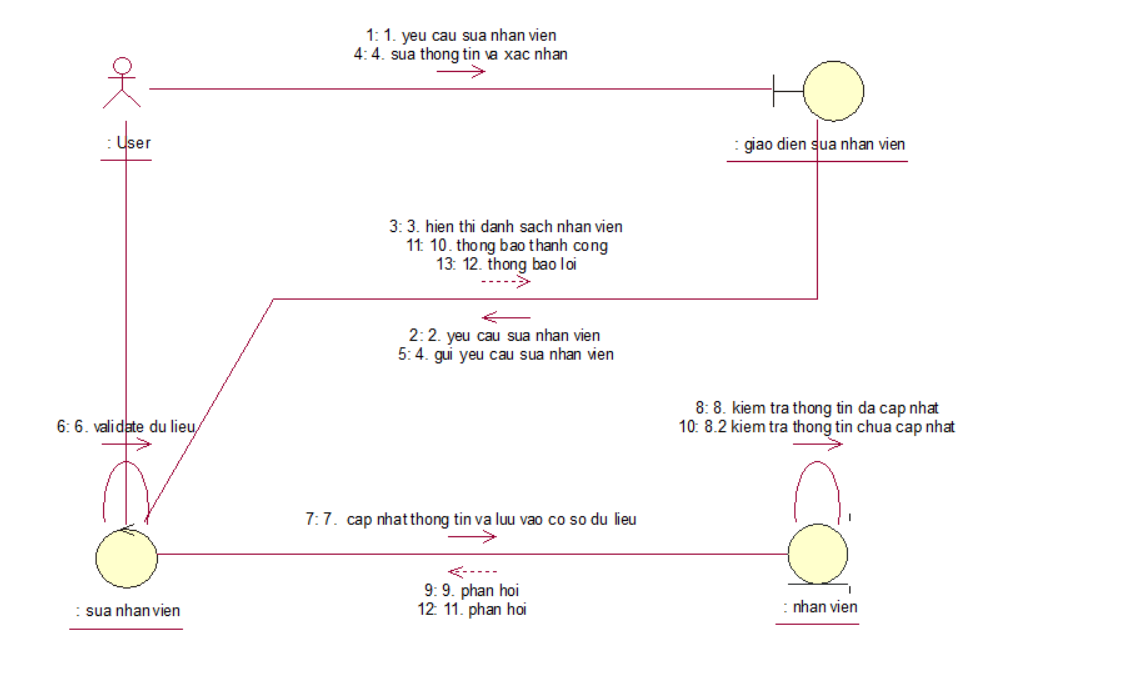 1: 1. yeu cau sua nhan vien
4: 4. sua thong tin va xac nhan
: User
: giao dien sua nhan vien
3: 3. hien thi danh sach nhan vien
11: 10. thong bao thanh cong
13: 12. thong bao loi
2: 2. yeu cau sua nhan vien
5: 4. gui yeu cau sua nhan vien
8: 8. kiem tra thong tin da cap nhat
10: 8.2 kiem tra thong tin chua cap nhat
6: 6. validate du lieu
7: 7. cap nhat thong tin va luu vao co so du lieu
9: 9. phan hoi
12: 11. phan hoi
: sua nhan vien
: nhan vien